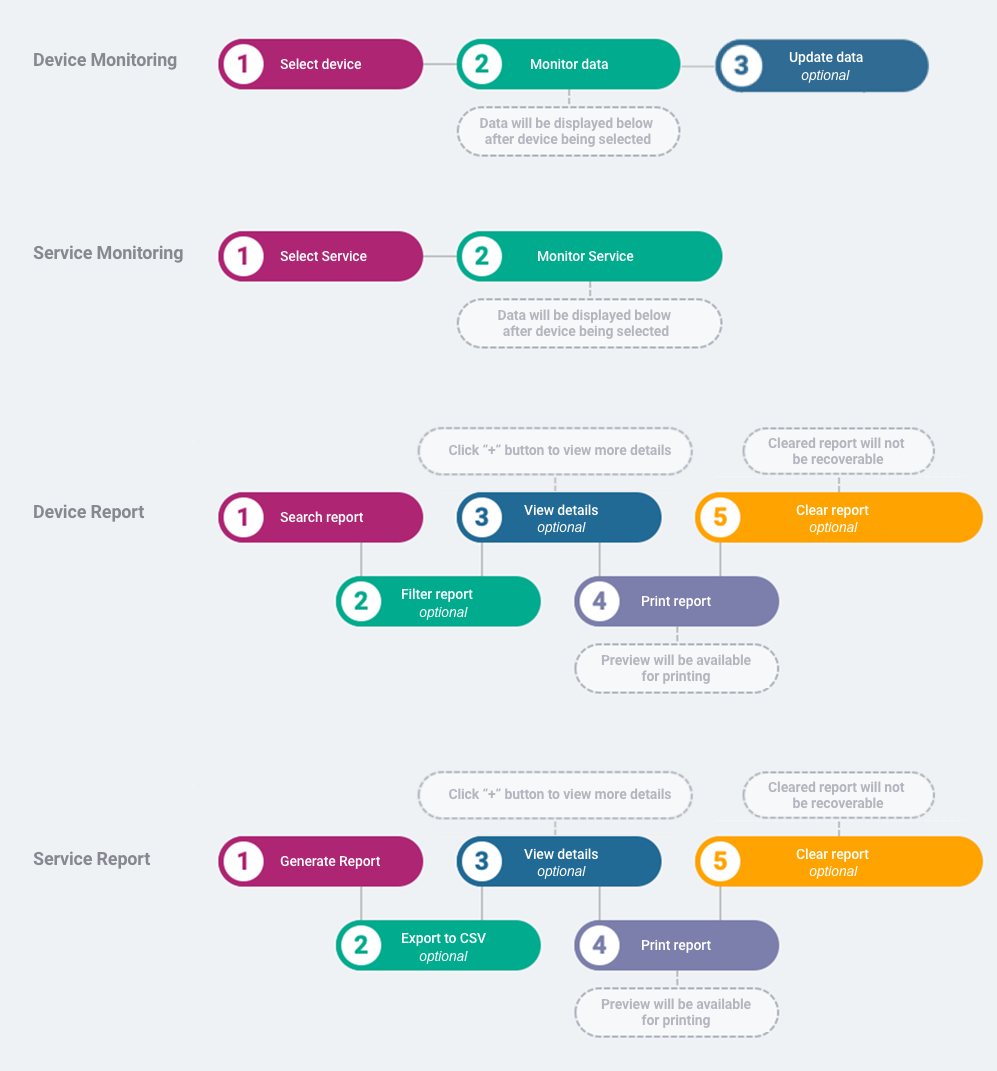 Device Monitoring
1
Select device
2
Monitor data
3
Update data
optional
Data will be displayed below
after device being selected
Service Monitoring
1
Select Service
2
Monitor Service
Data will be displayed below
after device being selected
Click "+" button to view more details
Cleared report will not
be recoverable
Device Report
1
Search report
3
View details
optional
5
Clear report
optional
2
Filter report
optional
4
Print report
Preview will be available
for printing
Click "+" button to view more details
Cleared report will not
be recoverable
Service Report
1
Generate Report
3
View details
optional
5
Clear report
optional
2
Export to CSV
optional
4
Print report
Preview will be available
for printing